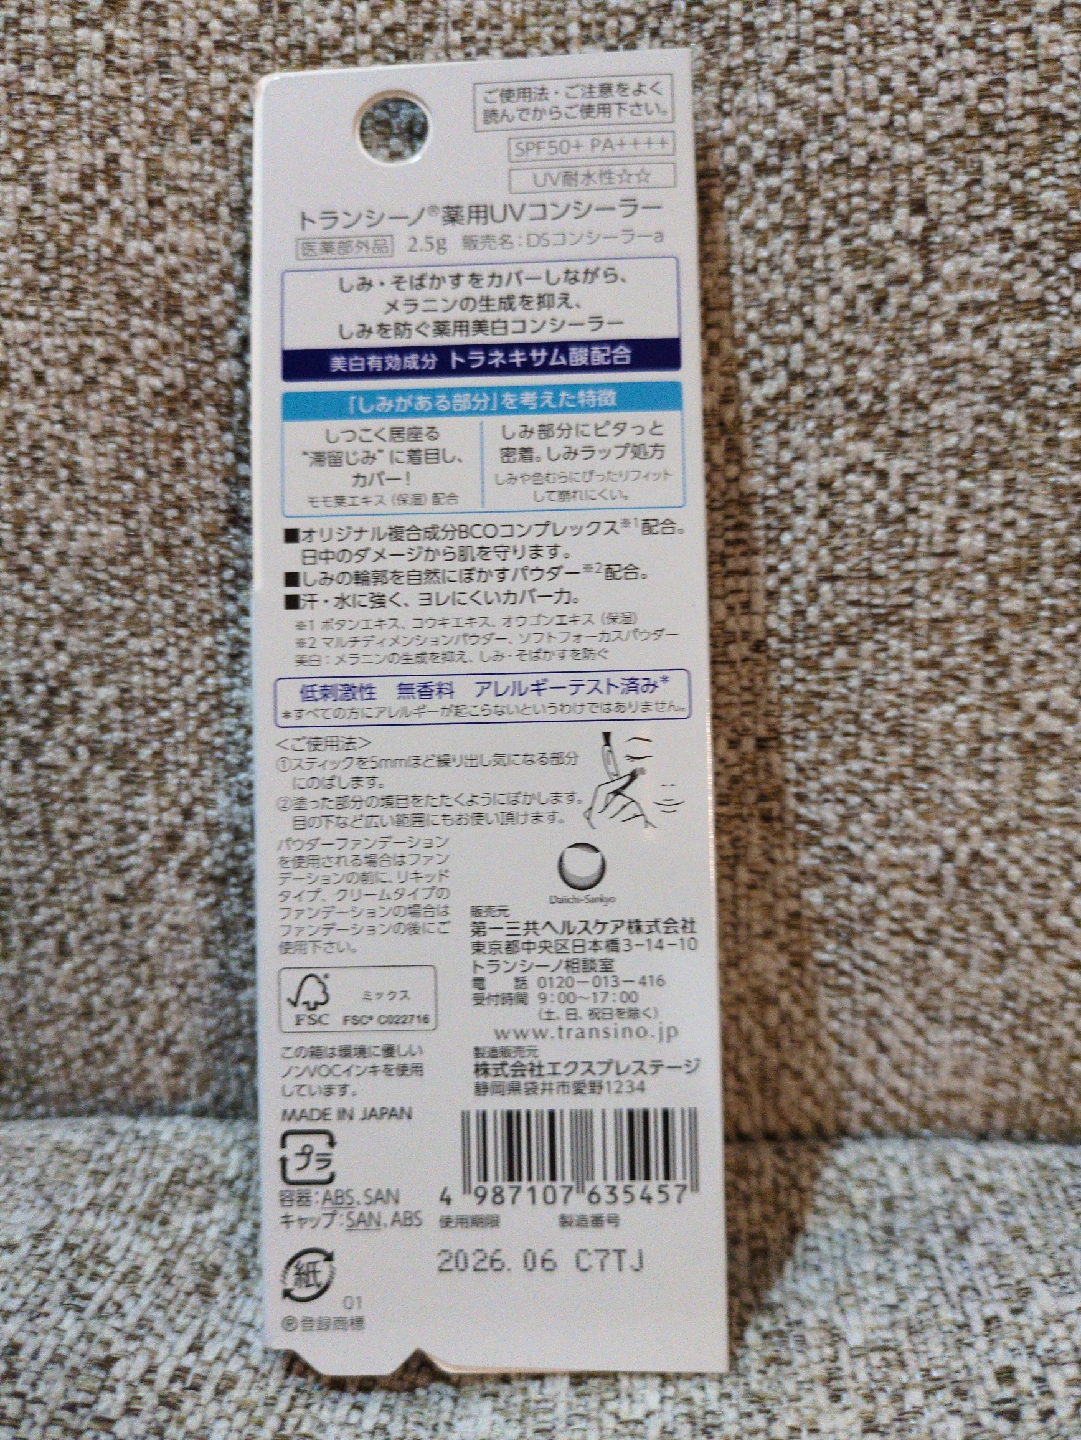 ご使用法・ご注意をよく
読んでからご使用下さい。
SPF50+ PA++++
UV耐水性☆☆
トランシーノ®薬用UVコンシーラー
医薬部外品 2.5g 販売名：DSコンシーラーa
しみ・そばかすをカバーしながら、
メラニンの生成を抑え、
しみを防ぐ薬用美白コンシーラー
美白有効成分 トラネキサム酸配合
「しみがある部分」を考えた特徴
しつこく居座る
“滞留じみ”に着目し、
カバー！
モモ葉エキス（保湿）配合
しみ部分にピタっと
密着。しみラップ処方
しみや色むらにぴったりフィット
して崩れにくい。
■オリジナル複合成分BCOコンプレックス※1配合。
日中のダメージから肌を守ります。
■しみの輪郭を自然にぼかすパウダー※2配合。
■汗・水に強く、ヨレにくいカバー力。
※1 ボタンエキス、コウキエキス、オウゴンエキス（保湿）
※2 マルチディメンションパウダー、ソフトフォーカスパウダー
美白：メラニンの生成を抑え、しみ・そばかすを防ぐ
低刺激性 無香料 アレルギーテスト済み*
*すべての方にアレルギーが起こらないというわけではありません。
＜ご使用法＞
①スティックを5mmほど繰り出し気になる部分
にのばします。
②塗った部分の境目をたたくようにぼかします。
目の下など広い範囲にもお使い頂けます。
パウダーファンデーション
を使用される場合はファン
デーションの前に、リキッド
タイプ、クリームタイプの
ファンデーションの場合は
ファンデーションの後にご
使用下さい。
Daiichi-Sankyo
販売元
第一三共ヘルスケア株式会社
東京都中央区日本橋3-14-10
トランシーノ相談室
電 話 0120-013-416
受付時間 9：00～17：00
（土、日、祝日を除く）
www.transino.jp
製造販売元
株式会社エクスプレステージ
静岡県袋井市愛野1234
FSC
ミックス
FSC® C022716
この箱は環境に優しい
ノンVOCインキを使用
しています。
MADE IN JAPAN
プラ
容器：ABS、SAN
キャップ：SAN、ABS
4 987107 635457
使用期限 製造番号
2026.06 C7TJ
紙
01
®登録商標